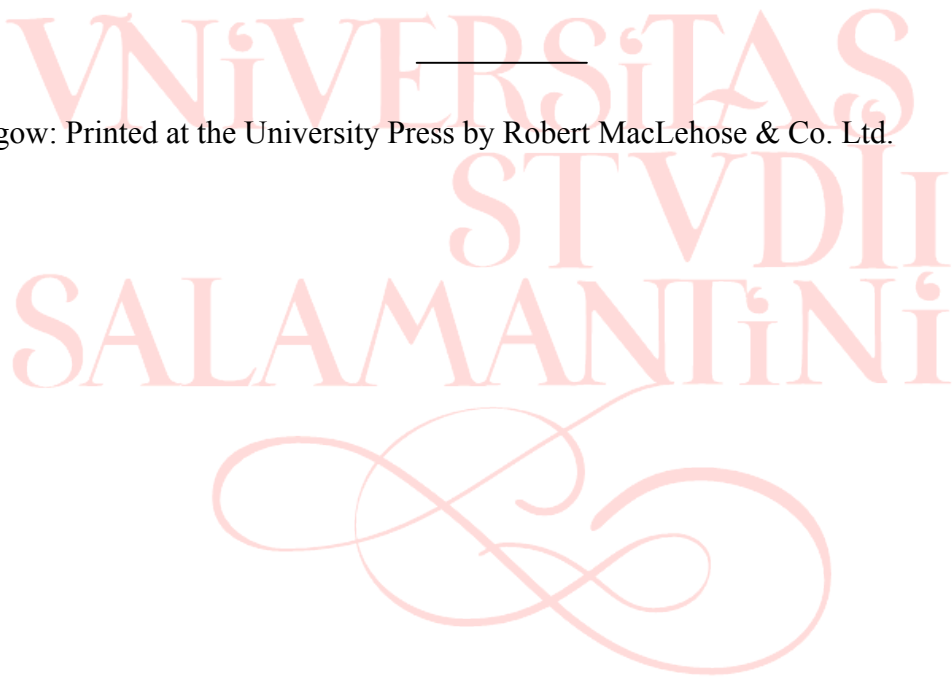 VNiVERSiTAS
gow: Printed at the University Press by Robert MacLehose & Co. Ltd.
STVDII
SALAMANTiNi